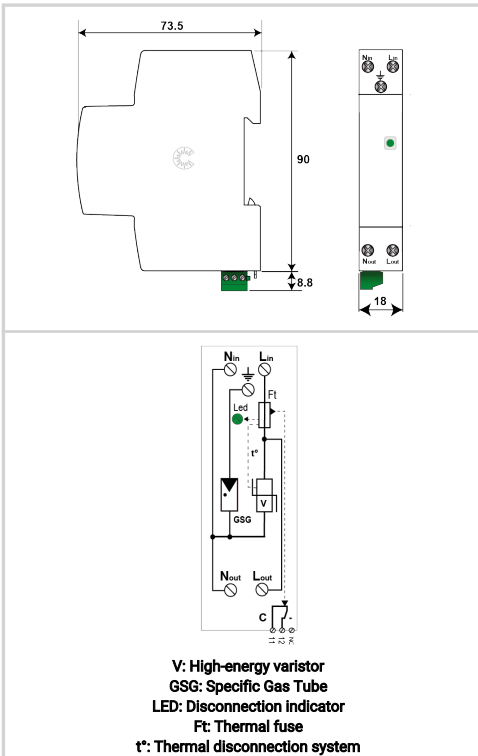 73.5
Nin Lin
90
8.8
Nout Lout
18
Nin Lin
Ft
Led
t°
V
GSG
Nout Lout
C
-
11 12 NC
V: High-energy varistor
GSG: Specific Gas Tube
LED: Disconnection indicator
Ft: Thermal fuse
t°: Thermal disconnection system